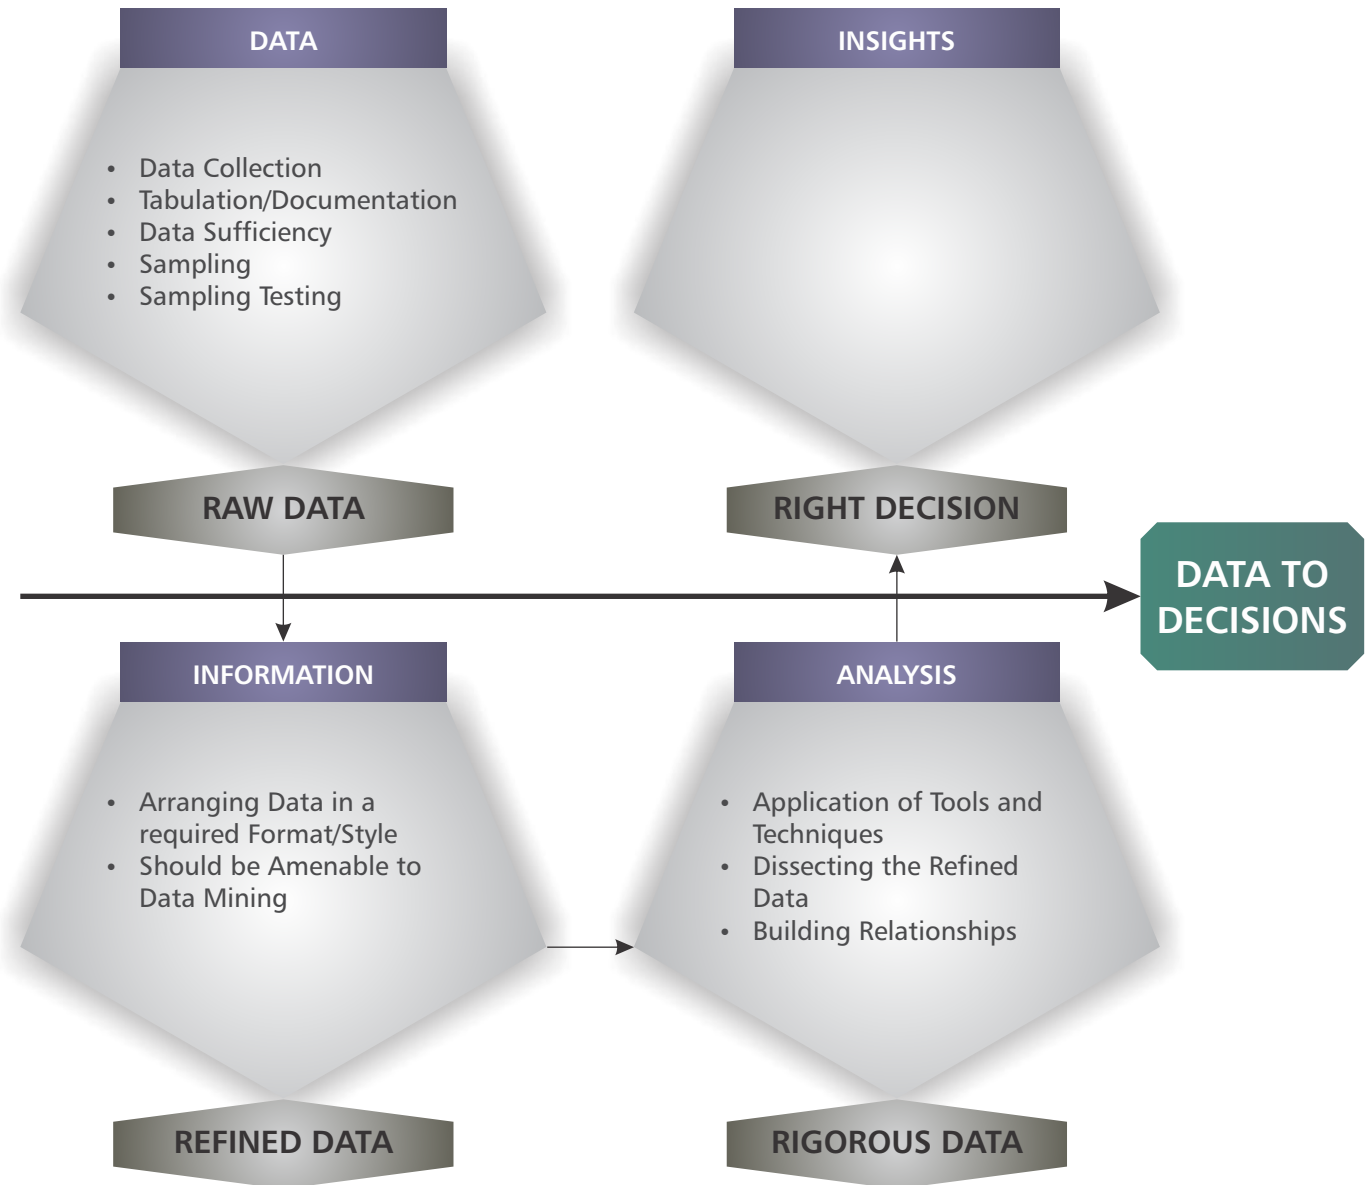 DATA
• Data Collection
• Tabulation/Documentation
• Data Sufficiency
• Sampling
• Sampling Testing
RAW DATA
INSIGHTS
RIGHT DECISION
DATA TO
DECISIONS
INFORMATION
• Arranging Data in a
required Format/Style
• Should be Amenable to
Data Mining
REFINED DATA
ANALYSIS
• Application of Tools and
Techniques
• Dissecting the Refined
Data
• Building Relationships
RIGOROUS DATA